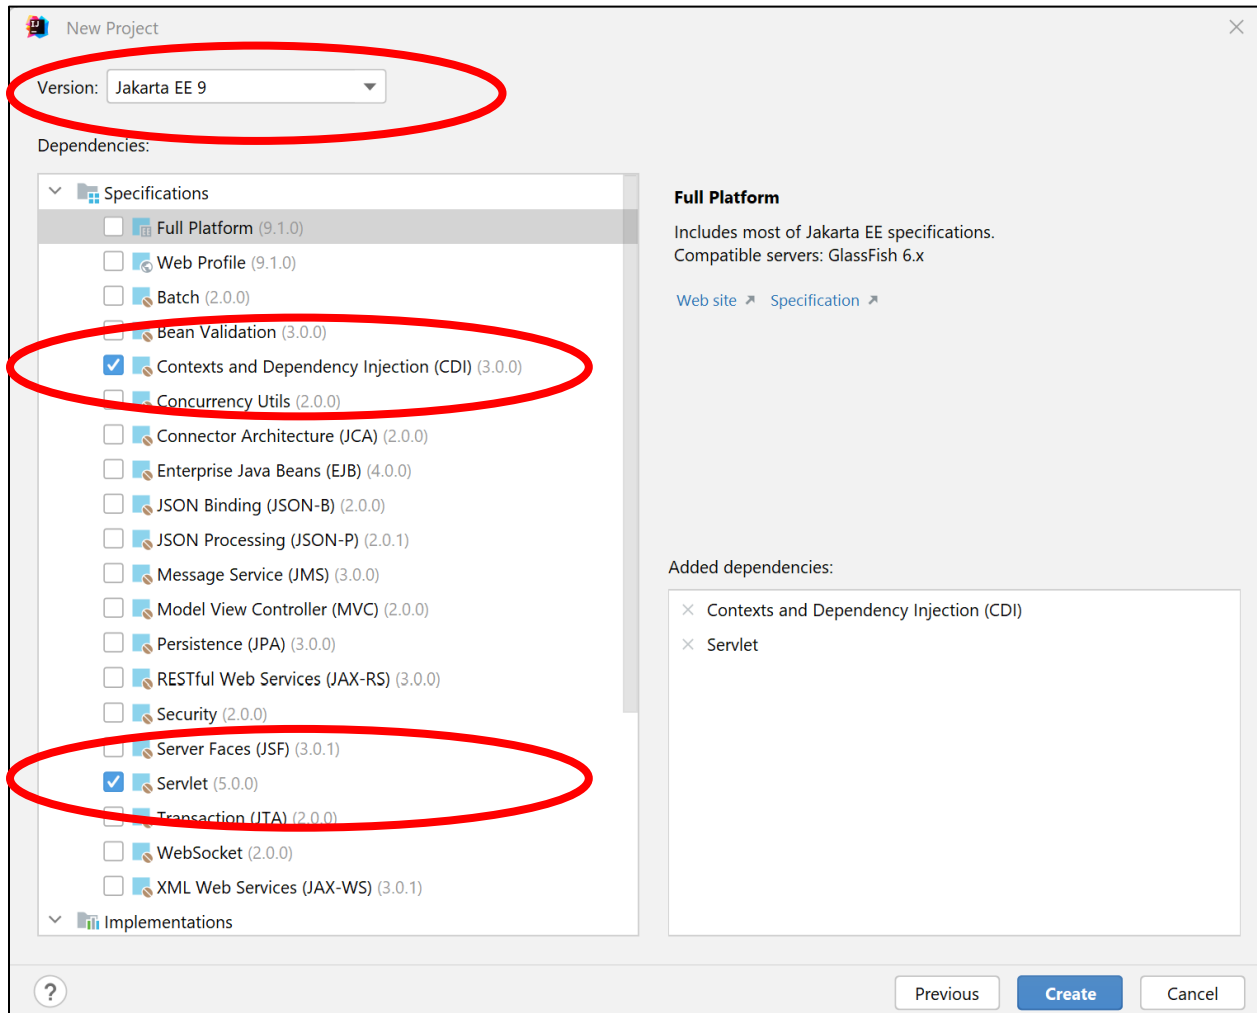 New Project
Version: Jakarta EE 9
Dependencies:
Specifications
Full Platform (9.1.0)
Web Profile (9.1.0)
Batch (2.0.0)
Bean Validation (3.0.0)
Contexts and Dependency Injection (CDI) (3.0.0)
Concurrency Utils (2.0.0)
Connector Architecture (JCA) (2.0.0)
Enterprise Java Beans (EJB) (4.0.0)
JSON Binding (JSON-B) (2.0.0)
JSON Processing (JSON-P) (2.0.1)
Message Service (JMS) (3.0.0)
Model View Controller (MVC) (2.0.0)
Persistence (JPA) (3.0.0)
RESTful Web Services (JAX-RS) (3.0.0)
Security (2.0.0)
Server Faces (JSF) (3.0.1)
Servlet (5.0.0)
Transaction (JTA) (2.0.0)
WebSocket (2.0.0)
XML Web Services (JAX-WS) (3.0.1)
Implementations
Full Platform
Includes most of Jakarta EE specifications.
Compatible servers: GlassFish 6.x
Web site ↗ Specification ↗
Added dependencies:
Contexts and Dependency Injection (CDI)
Servlet
? Previous Create Cancel